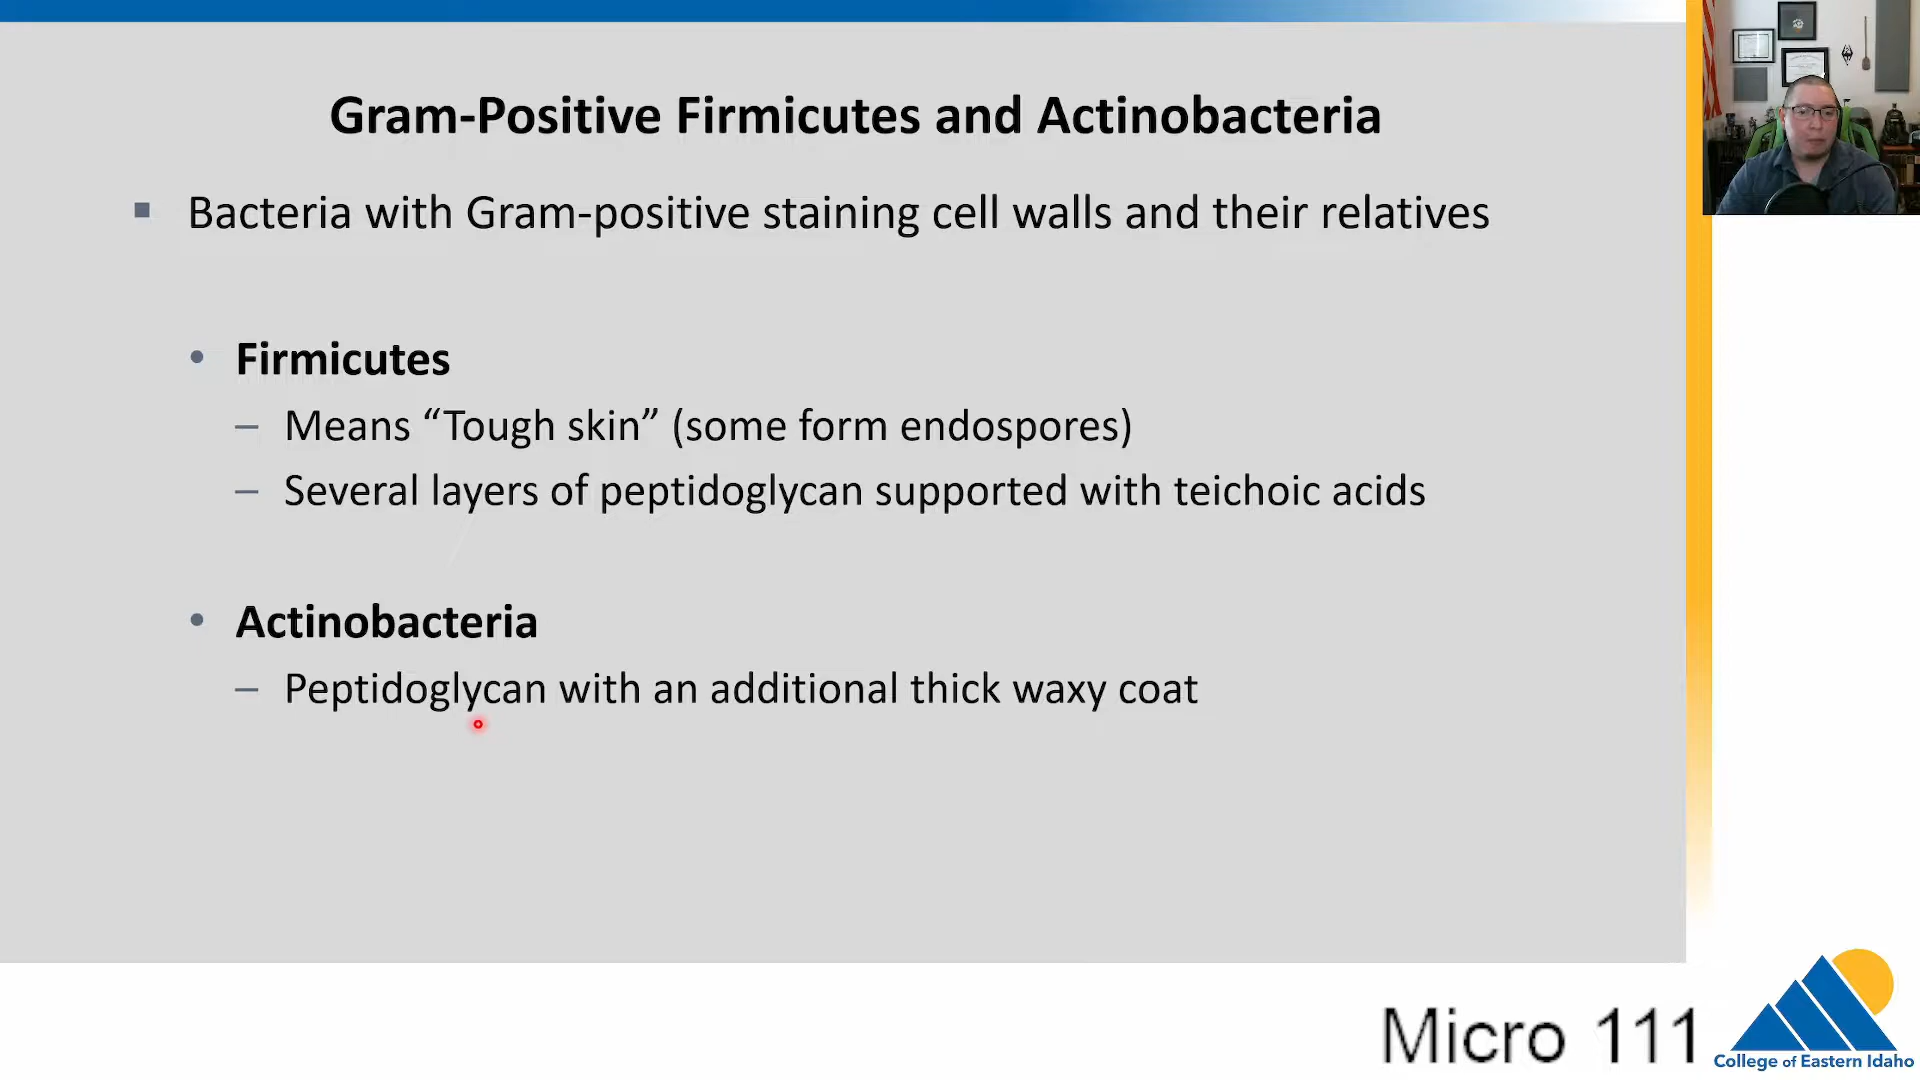 Gram-Positive Firmicutes and Actinobacteria
▪ Bacteria with Gram-positive staining cell walls and their relatives
• Firmicutes
– Means “Tough skin” (some form endospores)
– Several layers of peptidoglycan supported with teichoic acids
• Actinobacteria
– Peptidoglycan with an additional thick waxy coat
Micro 111
College of Eastern Idaho